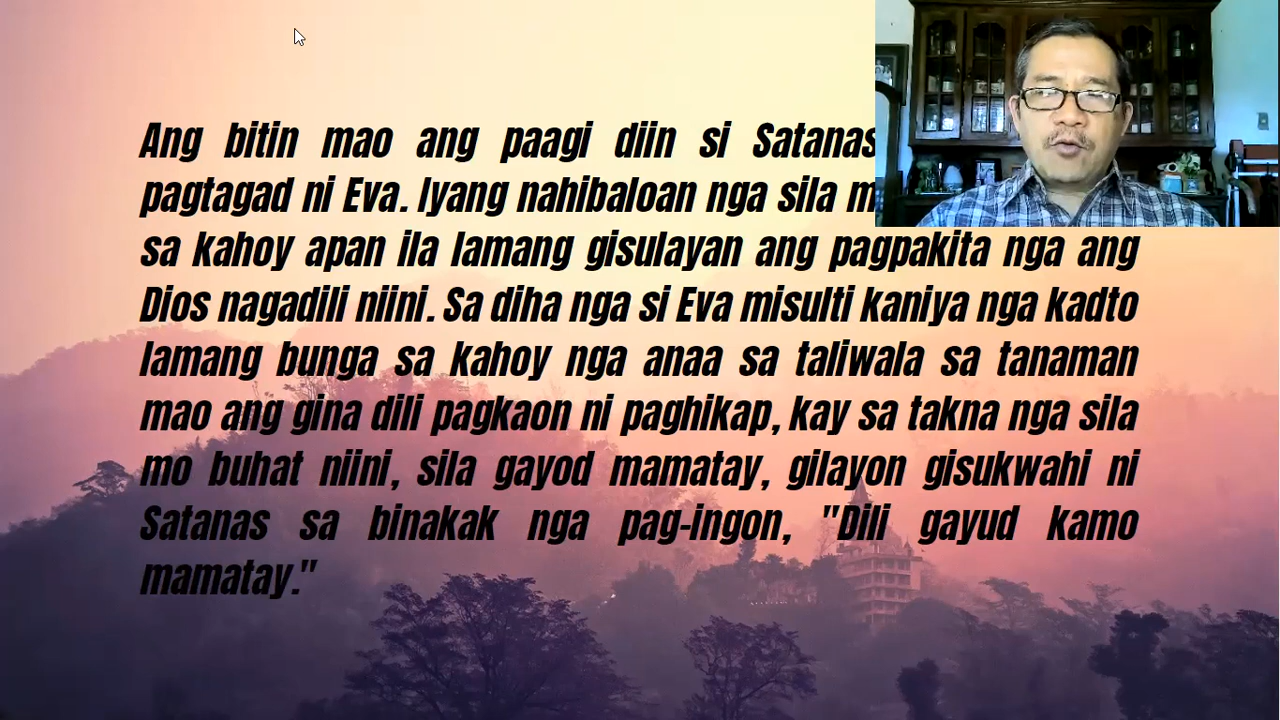 Ang bitin mao ang paagi diin si Satanas
pagtagad ni Eva. Iyang nahibaloan nga sila
sa kahoy apan ila lamang gisulayan ang pagpakita nga ang
Dios nagadili niini. Sa diha nga si Eva misulti kaniya nga kadto
lamang bunga sa kahoy nga anaa sa taliwala sa tanaman
mao ang gina dili pagkaon ni paghikap, kay sa takna nga sila
mo buhat niini, sila gayod mamatay, gilayon gisukwahi ni
Satanas sa binakak nga pag-ingon, "Dili gayud kamo
mamatay."